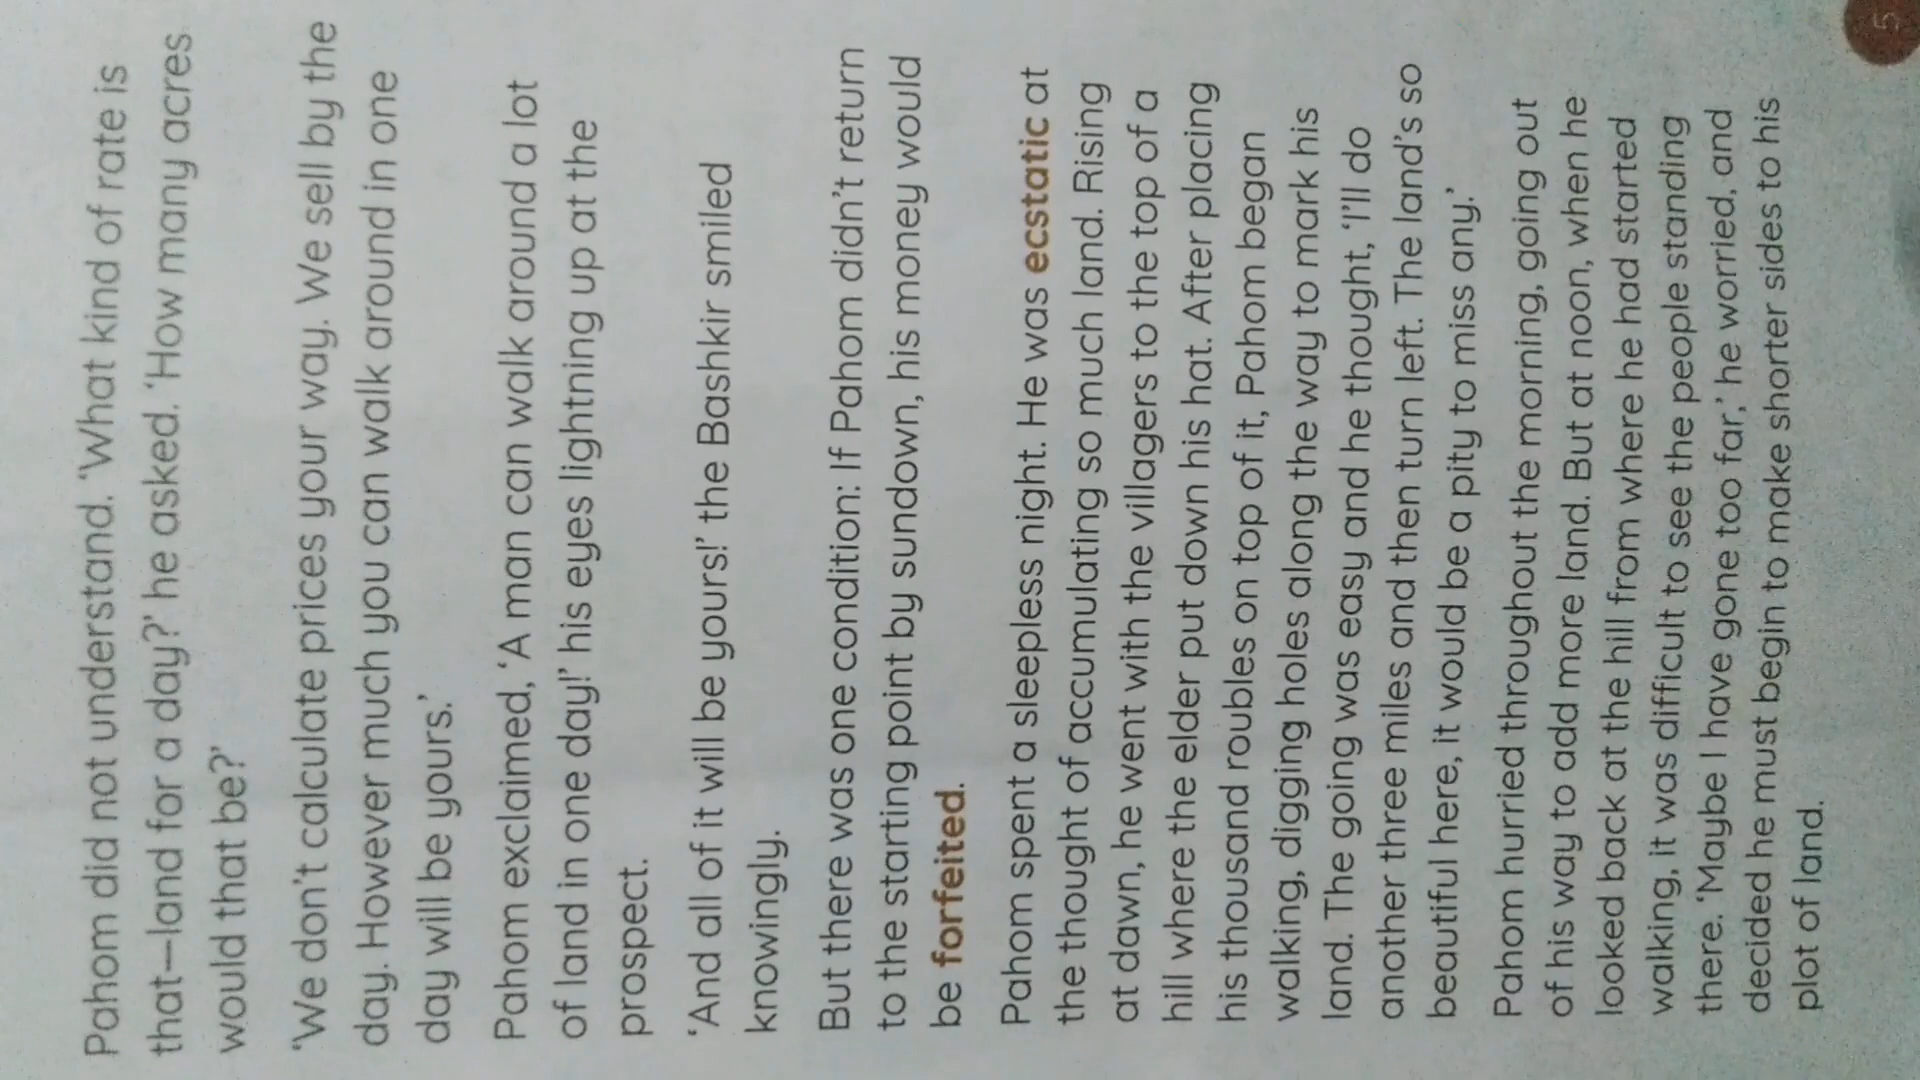 Pahom did not understand. ‘What kind of rate is
that—land for a day?’ he asked. ‘How many acres
would that be?’
‘We don’t calculate prices your way. We sell by the
day. However much you can walk around in one
day will be yours.’
Pahom exclaimed, ‘A man can walk around a lot
of land in one day!’ his eyes lightning up at the
prospect.
‘And all of it will be yours!’ the Bashkir smiled
knowingly.
But there was one condition: If Pahom didn’t return
to the starting point by sundown, his money would
be forfeited.
Pahom spent a sleepless night. He was ecstatic at
the thought of accumulating so much land. Rising
at dawn, he went with the villagers to the top of a
hill where the elder put down his hat. After placing
his thousand roubles on top of it, Pahom began
walking, digging holes along the way to mark his
land. The going was easy and he thought, ‘I’ll do
another three miles and then turn left. The land’s so
beautiful here, it would be a pity to miss any.’
Pahom hurried throughout the morning, going out
of his way to add more land. But at noon, when he
looked back at the hill from where he had started
walking, it was difficult to see the people standing
there. ‘Maybe I have gone too far,’ he worried, and
decided he must begin to make shorter sides to his
plot of land.
5